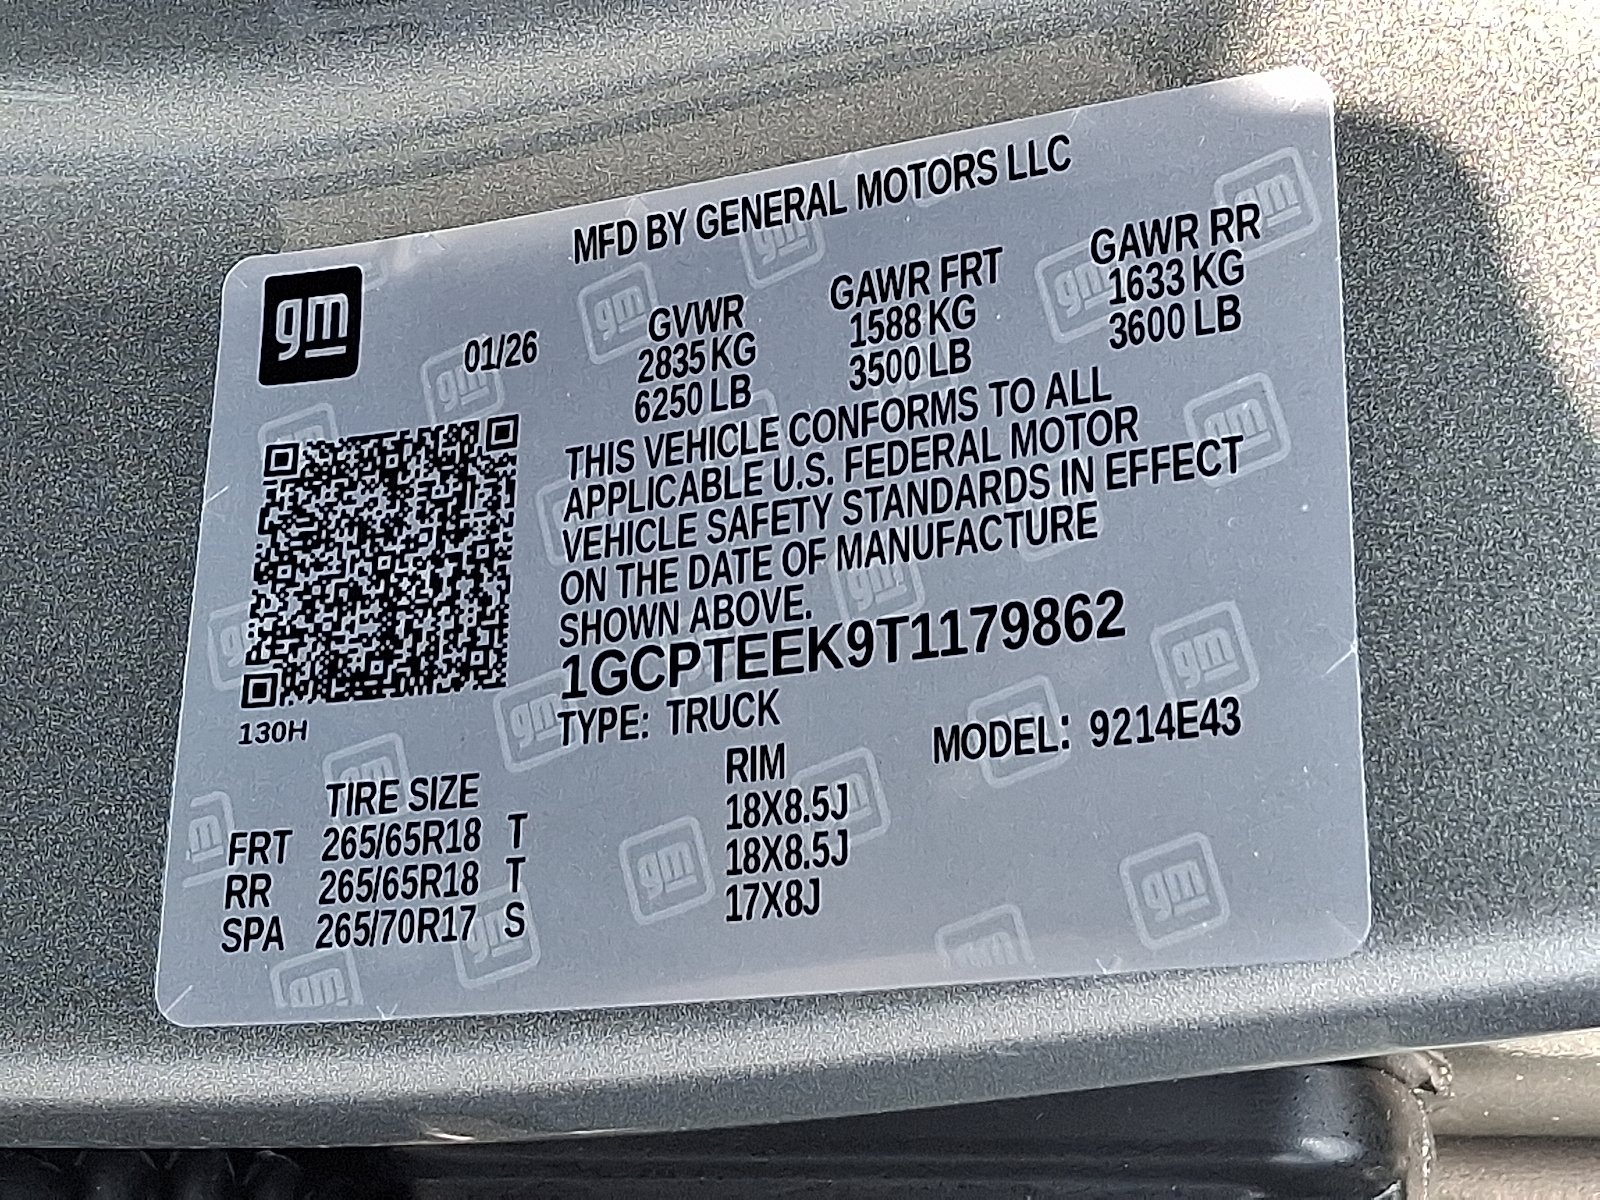 MFD BY GENERAL MOTORS LLC
gm
01/26
GVWR
2835 KG
6250 LB
GAWR FRT
1588 KG
3500 LB
GAWR RR
1633 KG
3600 LB
THIS VEHICLE CONFORMS TO ALL
APPLICABLE U.S. FEDERAL MOTOR
VEHICLE SAFETY STANDARDS IN EFFECT
ON THE DATE OF MANUFACTURE
SHOWN ABOVE.
1GCPTEEK9T1179862
130H
TYPE: TRUCK
MODEL: 9214E43
TIRE SIZE
RIM
FRT 265/65R18 T 18X8.5J
RR 265/65R18 T 18X8.5J
SPA 265/70R17 S 17X8J